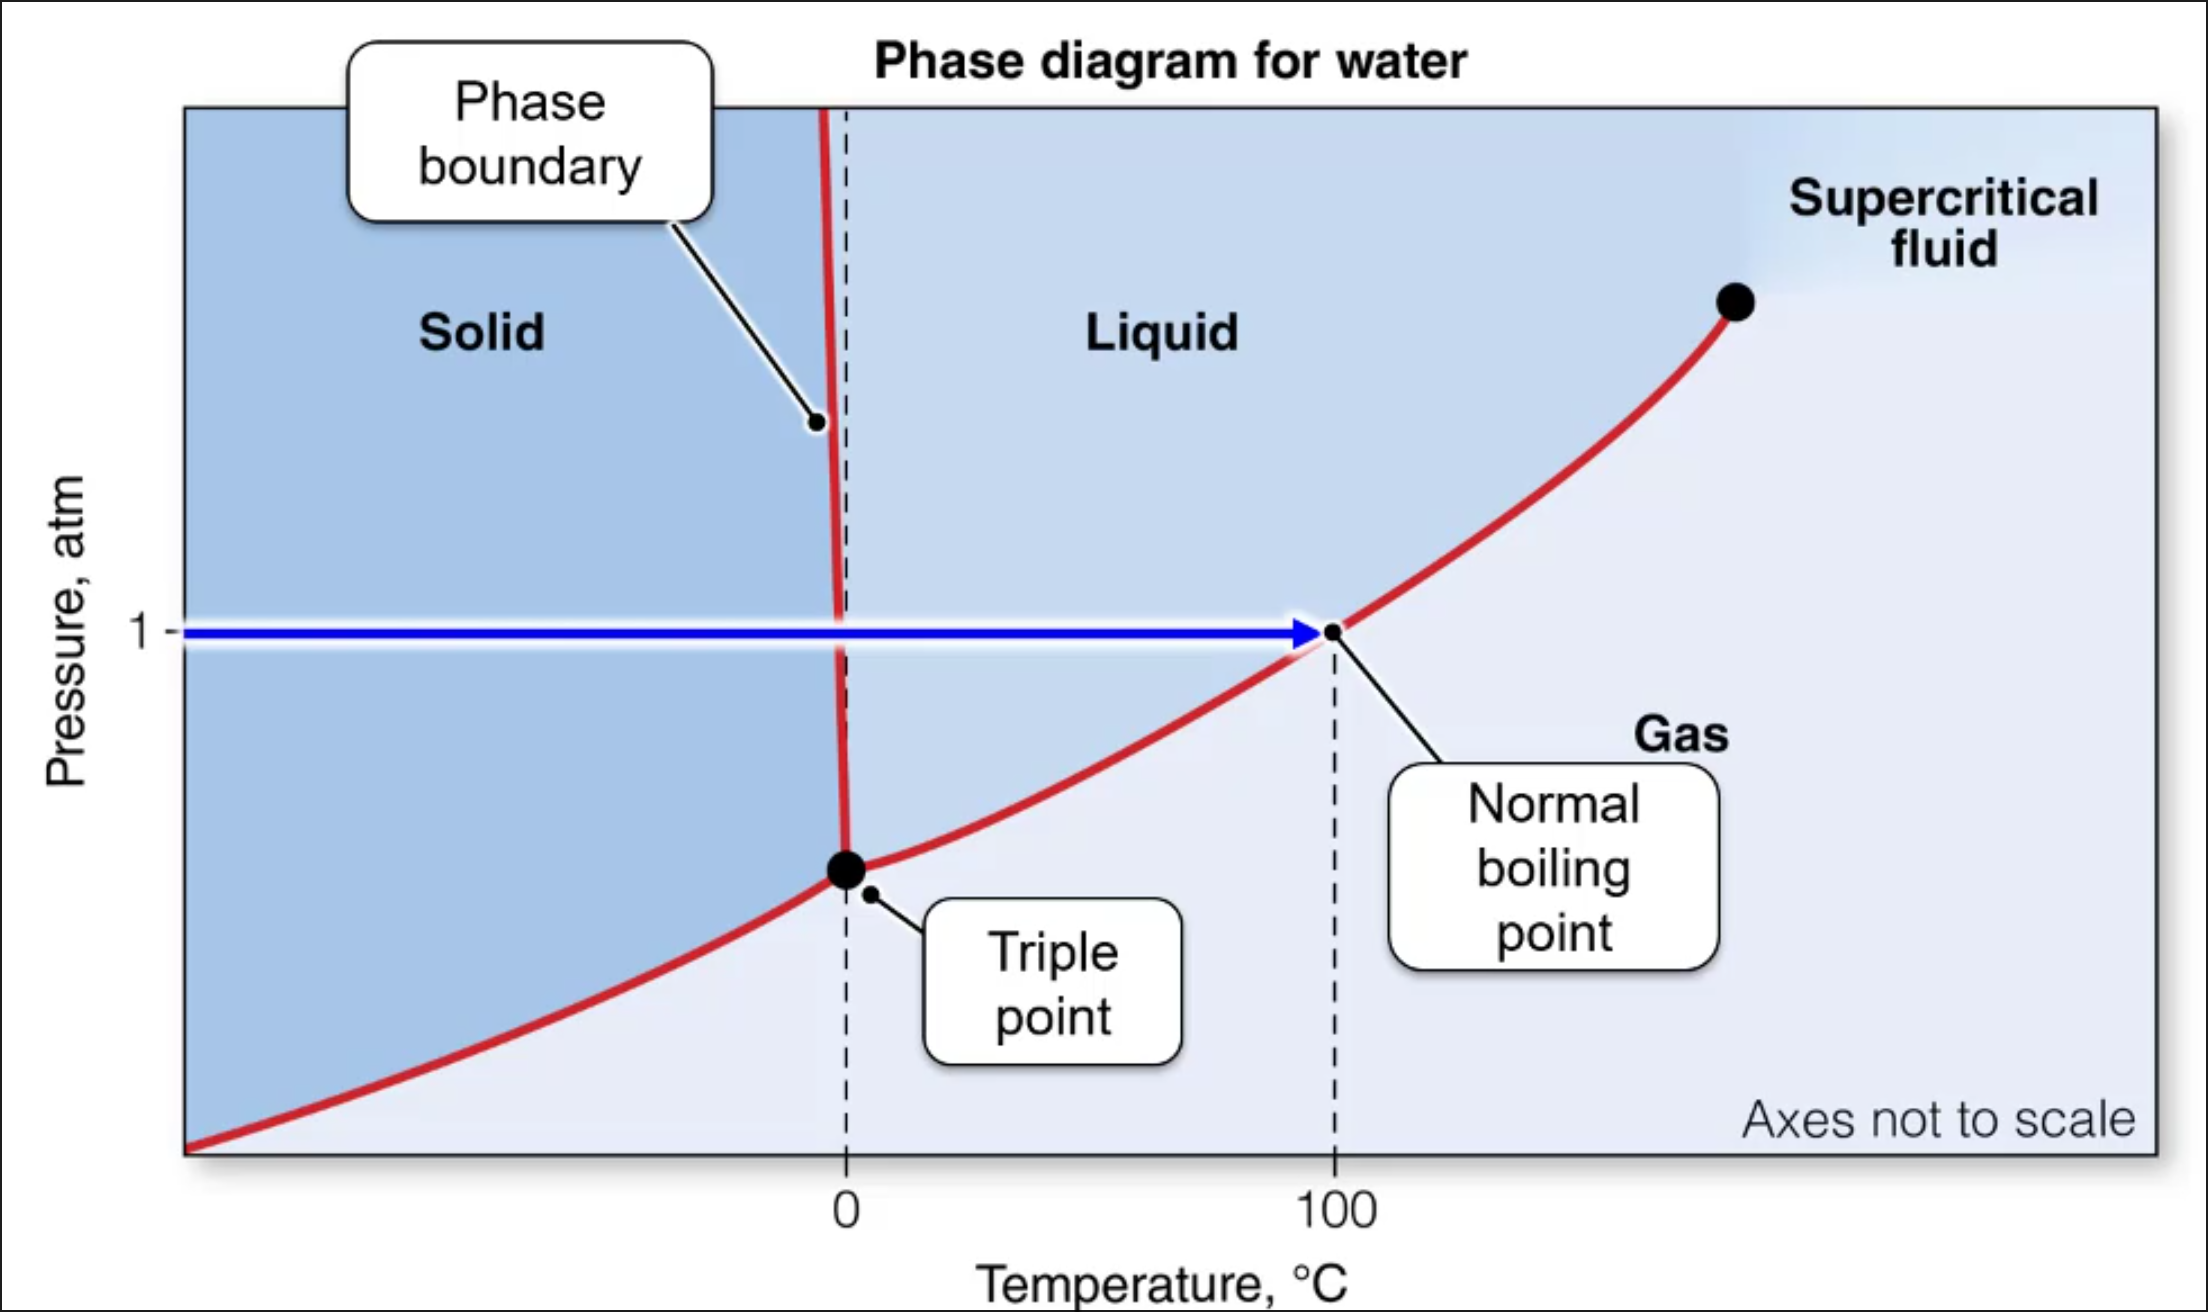 Phase diagram for water
Phase
boundary
Supercritical
fluid
Solid
Liquid
Pressure, atm
1
Gas
Normal
boiling
point
Triple
point
Axes not to scale
0
100
Temperature, °C